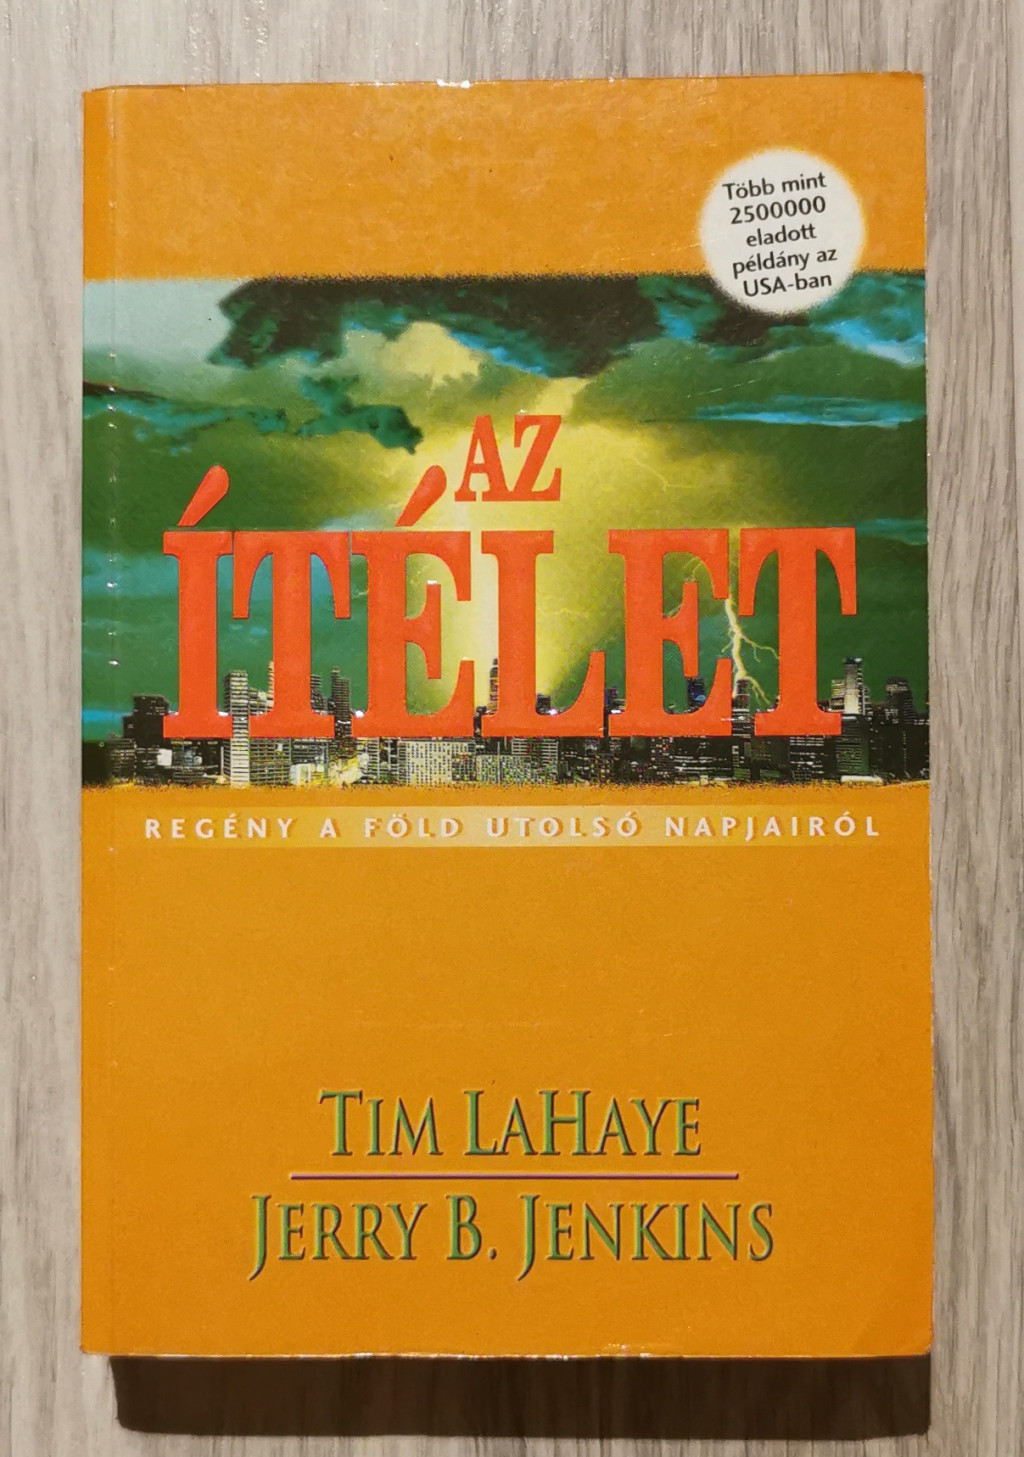 Több mint
2500000
eladott
példány az
USA-ban
AZ
ÍTÉLET
REGÉNY A FÖLD UTOLSÓ NAPJAIRÓL
TIM LAHAYE
JERRY B. JENKINS